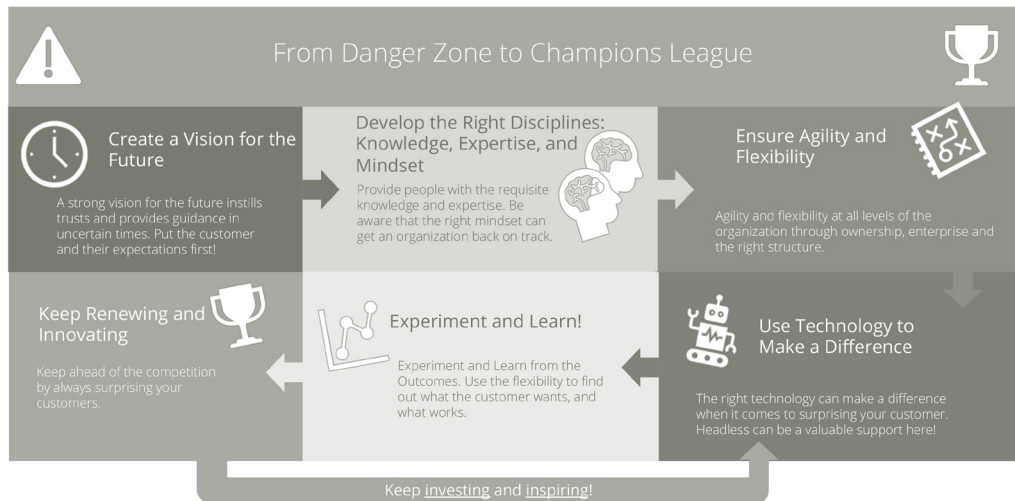 From Danger Zone to Champions League
Create a Vision for the
Future
A strong vision for the future instills
trusts and provides guidance in
uncertain times. Put the customer
and their expectations first!
Develop the Right Disciplines:
Knowledge, Expertise, and
Mindset
Provide people with the requisite
knowledge and expertise. Be
aware that the right mindset can
get an organization back on track.
Ensure Agility and
Flexibility
Agility and flexibility at all levels of the
organization through ownership, enterprise and
the right structure.
Use Technology to
Make a Difference
The right technology can make a difference
when it comes to surprising your customer.
Headless can be a valuable support here!
Experiment and Learn!
Experiment and Learn from the
Outcomes. Use the flexibility to find
out what the customer wants, and
what works.
Keep Renewing and
Innovating
Keep ahead of the competition
by always surprising your
customers.
Keep investing and inspiring!